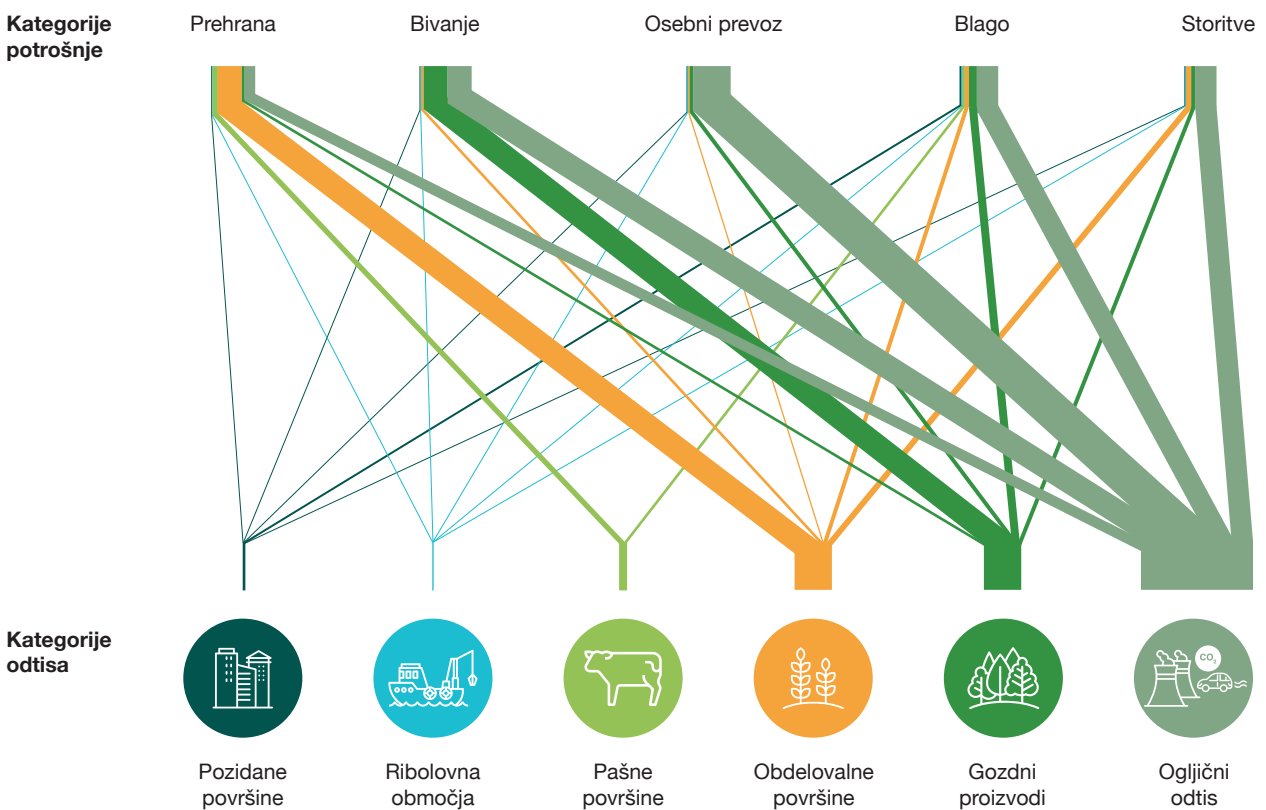 Kategorije
potrošnje
Prehrana
Bivanje
Osebni prevoz
Blago
Storitve
Kategorije
odtisa
CO₂
Pozidane
površine
Ribolovna
območja
Pašne
površine
Obdelovalne
površine
Gozdni
proizvodi
Ogljični
odtis